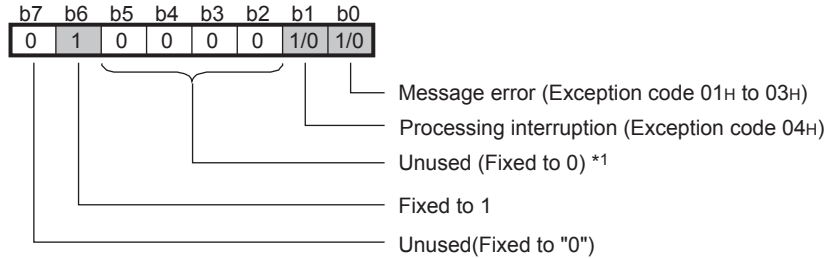 b7 b6 b5 b4 b3 b2 b1 b0
0 1 0 0 0 0 1/0 1/0
Message error (Exception code 01H to 03H)
Processing interruption (Exception code 04H)
Unused (Fixed to 0) *1
Fixed to 1
Unused(Fixed to "0")